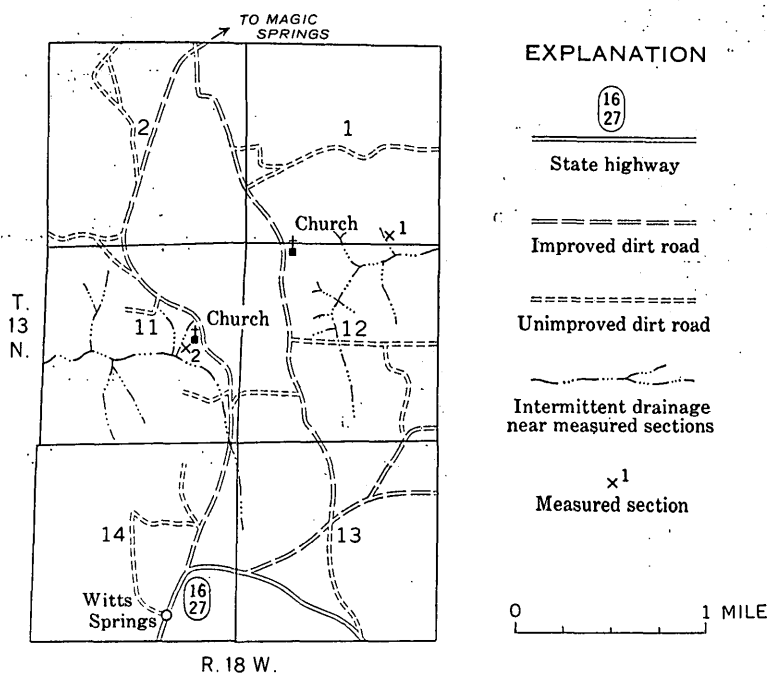 TO MAGIC
SPRINGS
2
1
Church
×1
T.
13
N.
11
Church
×2
12
14
13
Witts
Springs
16
27
R. 18 W.
EXPLANATION
16
27
State highway
Improved dirt road
Unimproved dirt road
Intermittent drainage
near measured sections
×1
Measured section
0 1 MILE